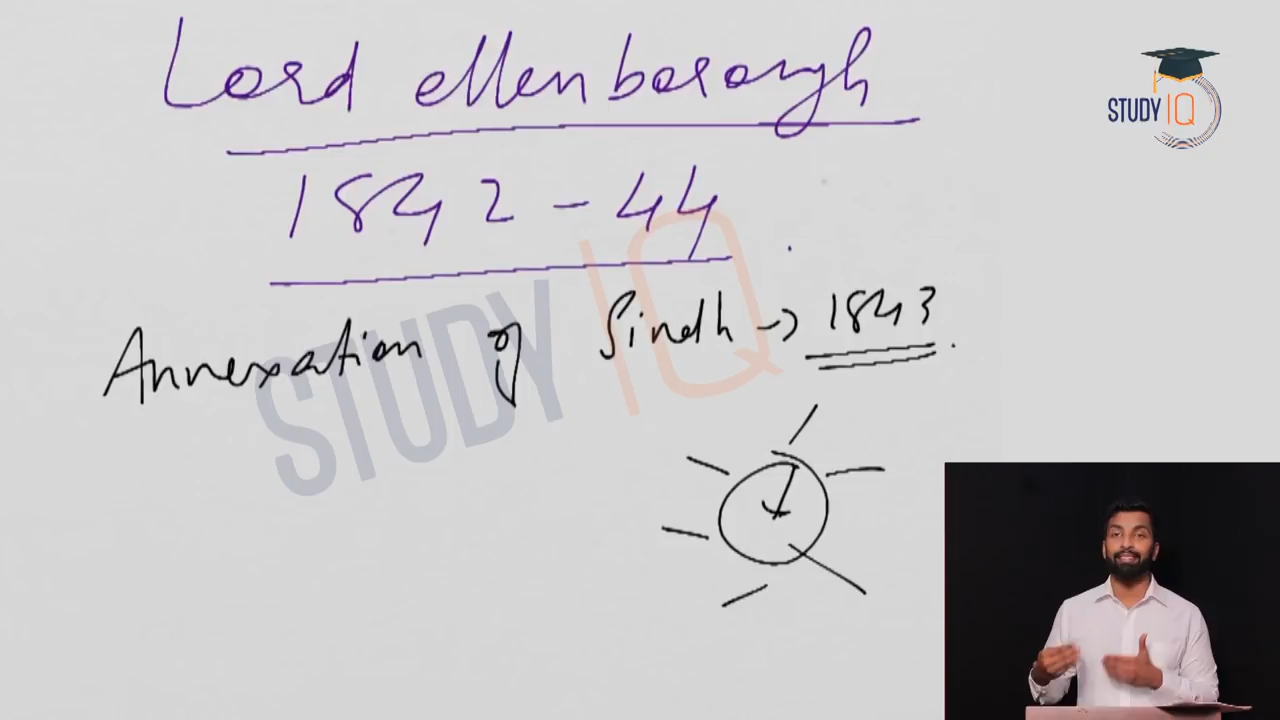 Lord ellenborough
1842-44
Annexation of Sindh → 1843.
STUDY IQ
STUDY IQ